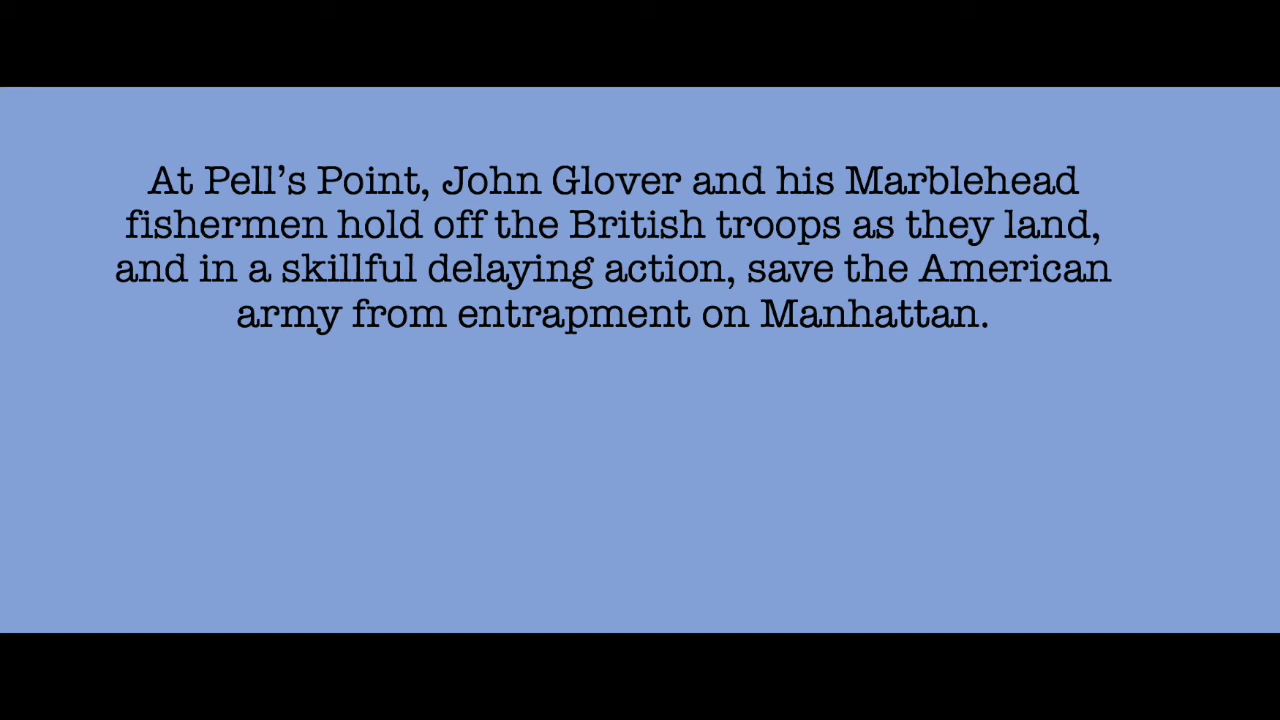 At Pell’s Point, John Glover and his Marblehead
fishermen hold off the British troops as they land,
and in a skillful delaying action, save the American
army from entrapment on Manhattan.